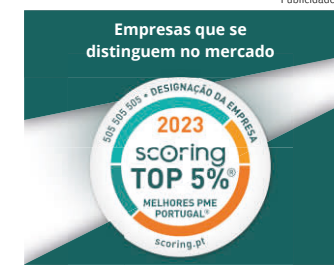 Publicidade
Empresas que se
distinguem no mercado
505 505 505 • DESIGNAÇÃO DA EMPRESA
2023
scoring
TOP 5%®
MELHORES PME
PORTUGAL®
scoring.pt